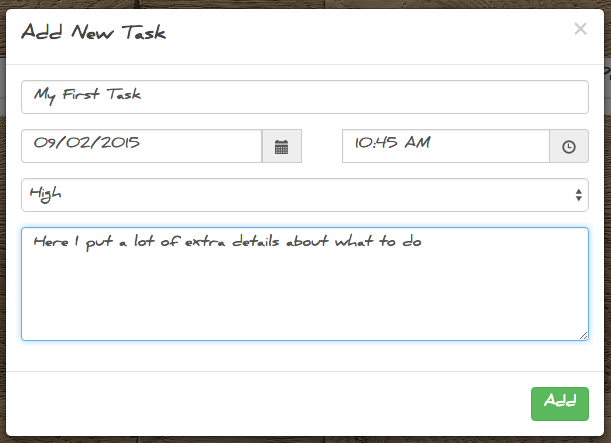 Add New Task
×
My First Task
09/02/2015
10:45 AM
High
Here I put a lot of extra details about what to do
Add